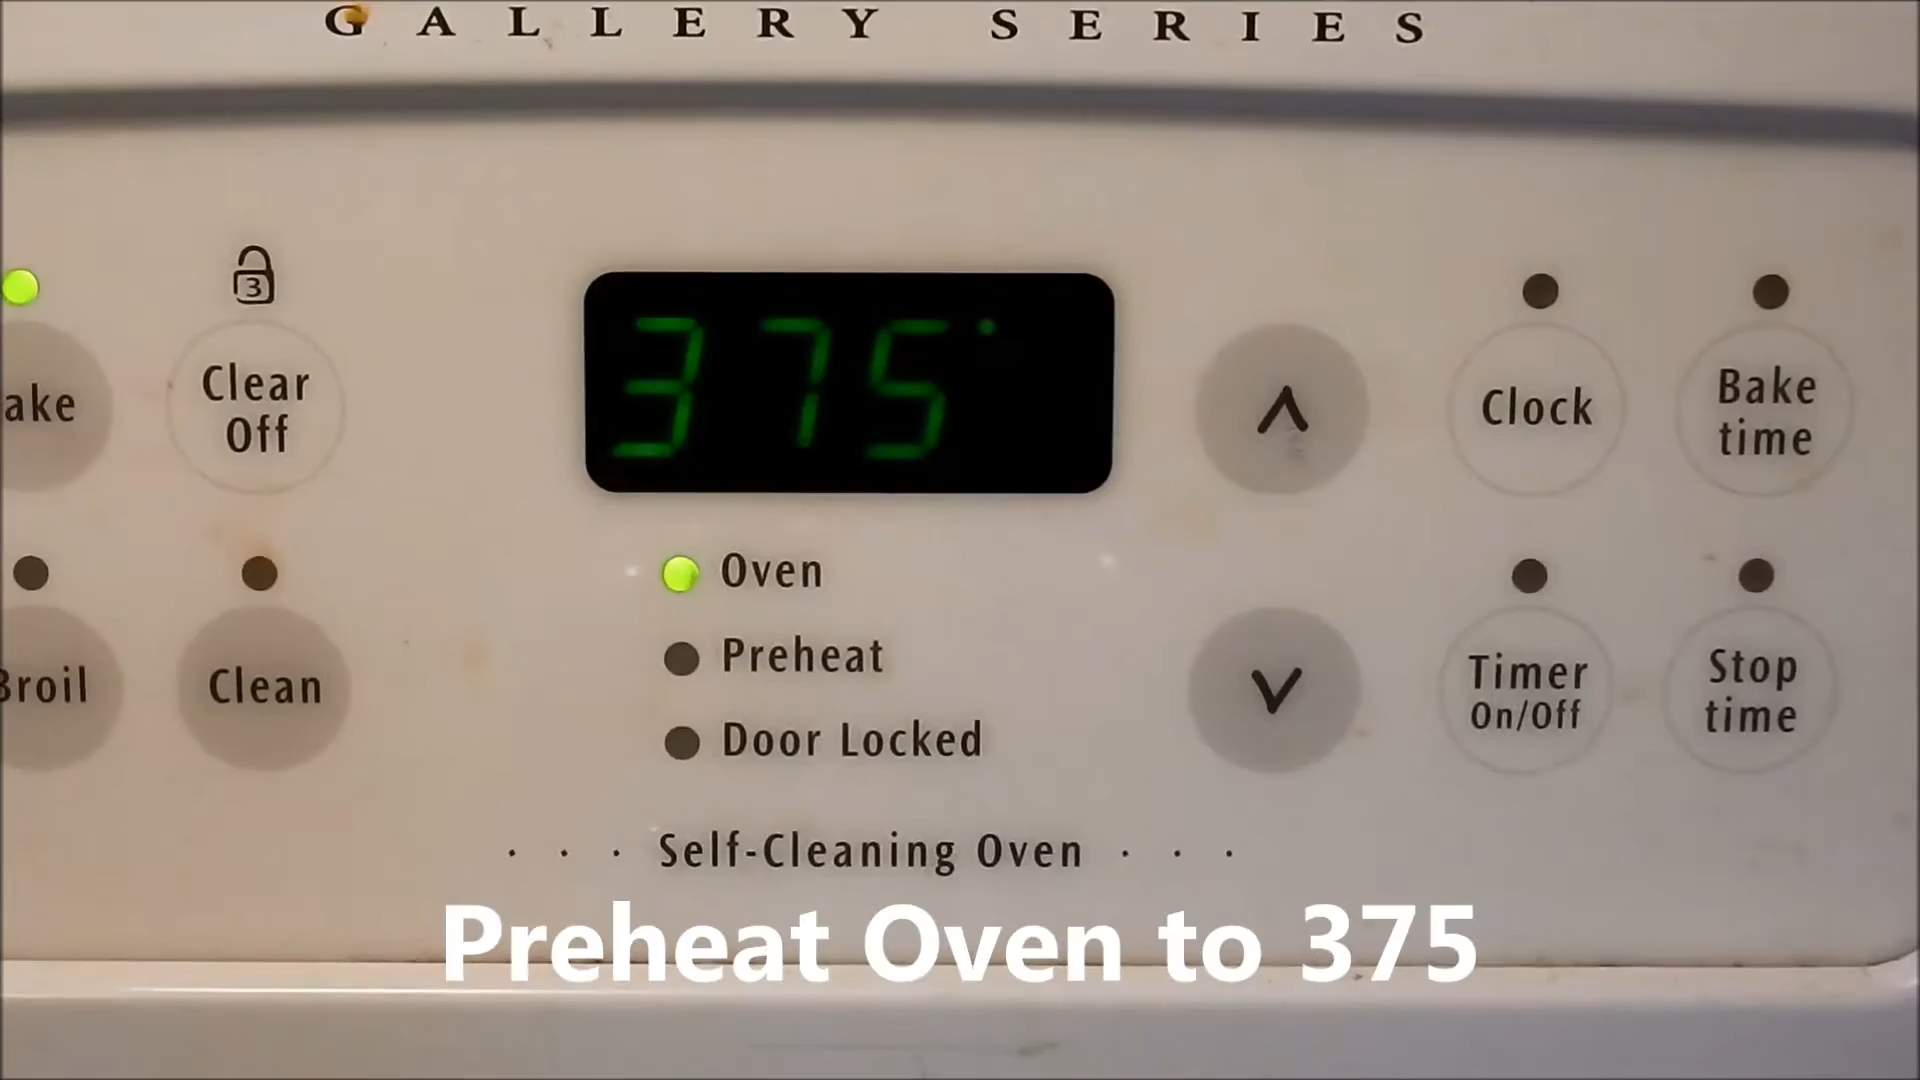 GALLERY SERIES
3
ake
Clear
Off
375°
Clock
Bake
time
Oven
Preheat
Door Locked
Broil
Clean
Timer
On/Off
Stop
time
· · · Self-Cleaning Oven · · ·
Preheat Oven to 375